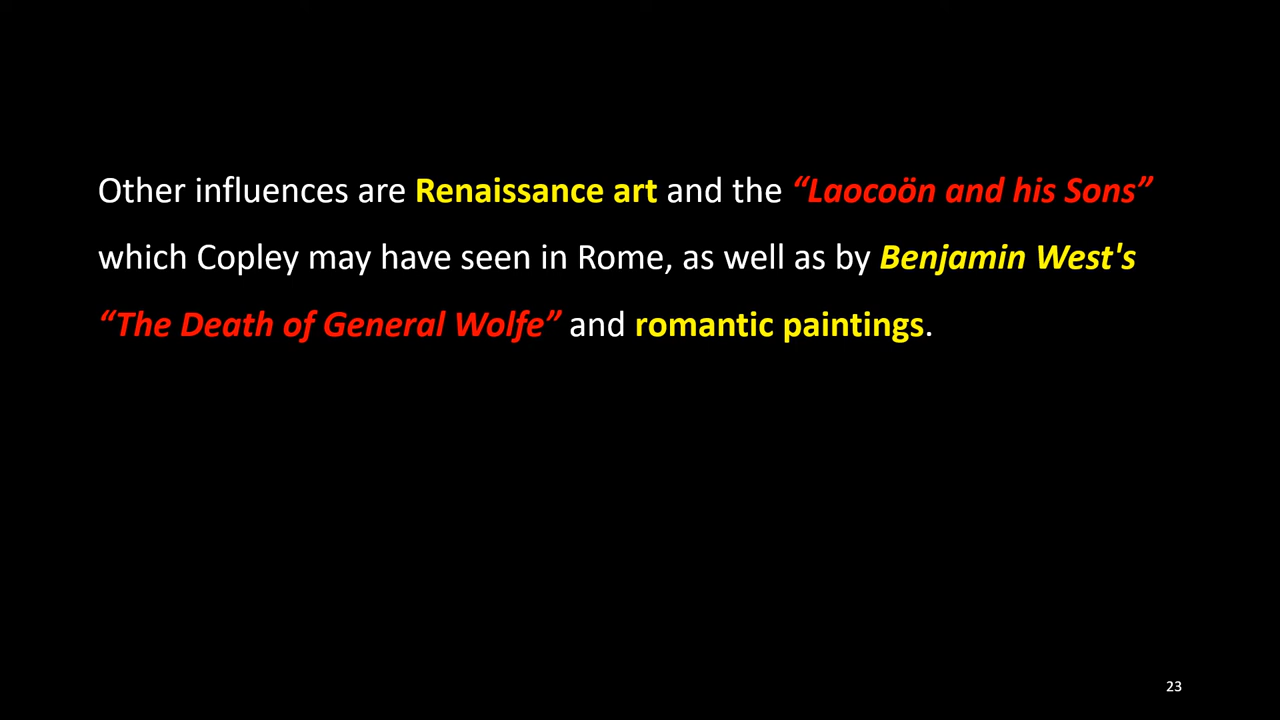 Other influences are Renaissance art and the “Laocoön and his Sons”
which Copley may have seen in Rome, as well as by Benjamin West's
“The Death of General Wolfe” and romantic paintings.
23